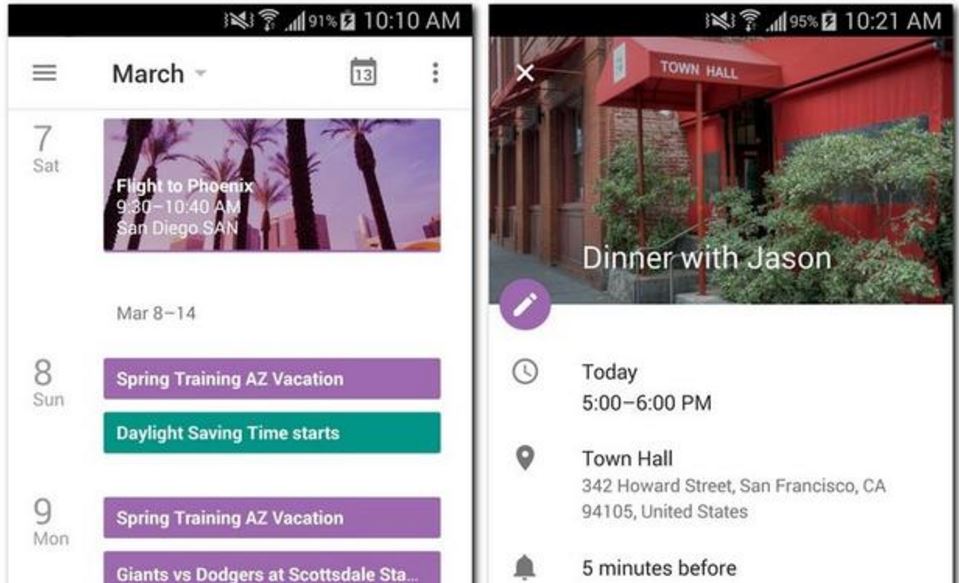 91% 10:10 AM
March
13
7
Sat
Flight to Phoenix
9:30–10:40 AM
San Diego SAN
Mar 8–14
8
Sun
Spring Training AZ Vacation
Daylight Saving Time starts
9
Mon
Spring Training AZ Vacation
Giants vs Dodgers at Scottsdale Sta...
95% 10:21 AM
TOWN HALL
Dinner with Jason
Today
5:00–6:00 PM
Town Hall
342 Howard Street, San Francisco, CA
94105, United States
5 minutes before